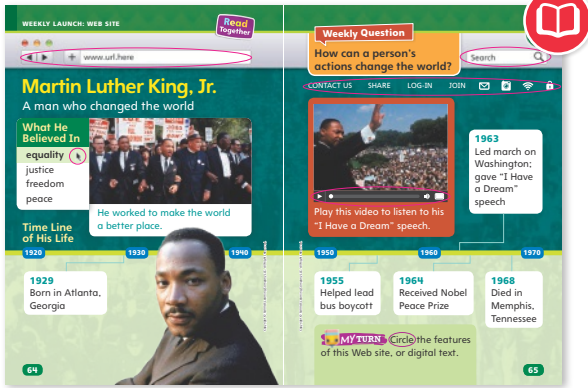 WEEKLY LAUNCH: WEB SITE
Read
Together
www.url.here
Martin Luther King, Jr.
A man who changed the world
What He
Believed In
equality
justice
freedom
peace
He worked to make the world
a better place.
Time Line
of His Life
1920
1930
1940
1929
Born in Atlanta,
Georgia
64
Weekly Question
How can a person's
actions change the world?
Search
CONTACT US
SHARE
LOG-IN
JOIN
Play this video to listen to his
"I Have a Dream" speech.
1963
Led march on
Washington;
gave "I Have
a Dream"
speech
1950
1960
1970
1955
Helped lead
bus boycott
1964
Received Nobel
Peace Prize
1968
Died in
Memphis,
Tennessee
MY TURN Circle the features
of this Web site, or digital text.
65